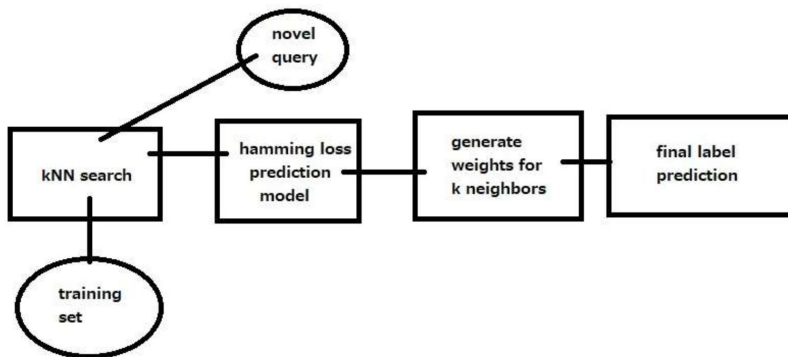 novel
query
kNN search
hamming loss
prediction
model
generate
weights for
k neighbors
final label
prediction
training
set